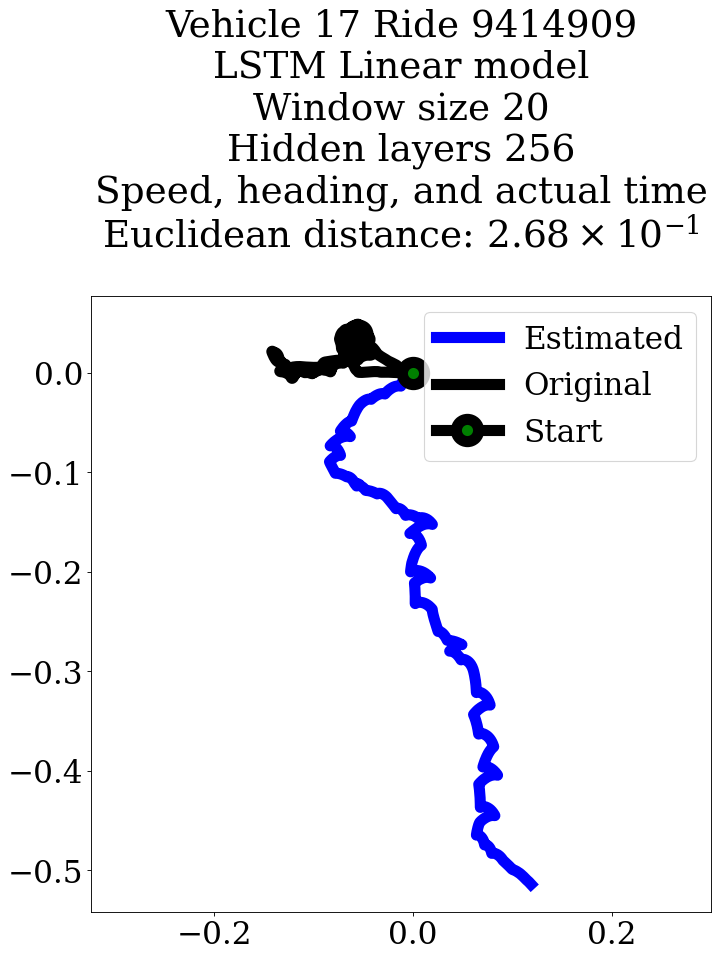 Vehicle 17 Ride 9414909
LSTM Linear model
Window size 20
Hidden layers 256
Speed, heading, and actual time
Euclidean distance: 2.68 × 10⁻¹
Estimated
Original
Start
0.0
−0.1
−0.2
−0.3
−0.4
−0.5
−0.2 0.0 0.2